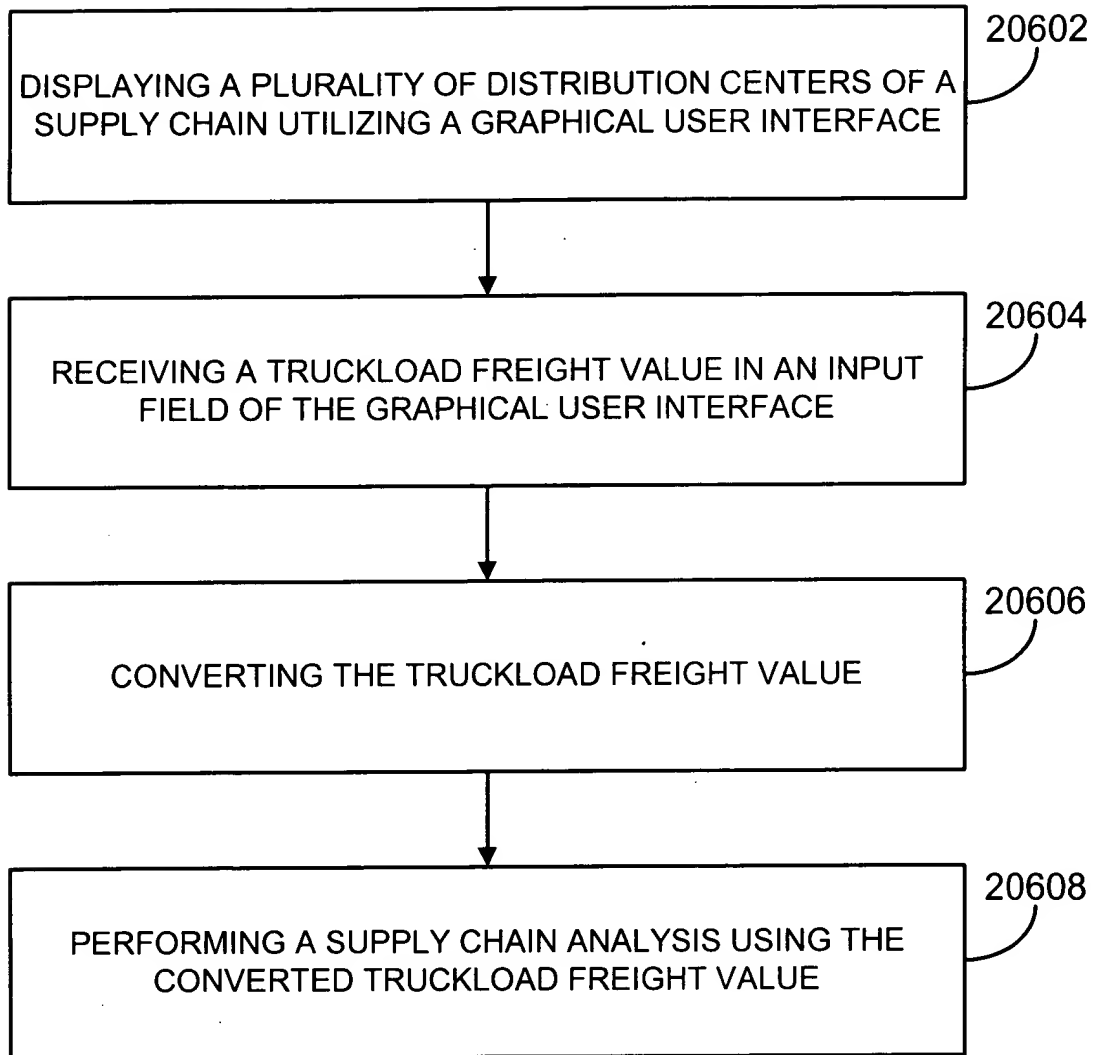 20602
DISPLAYING A PLURALITY OF DISTRIBUTION CENTERS OF A
SUPPLY CHAIN UTILIZING A GRAPHICAL USER INTERFACE
20604
RECEIVING A TRUCKLOAD FREIGHT VALUE IN AN INPUT
FIELD OF THE GRAPHICAL USER INTERFACE
20606
CONVERTING THE TRUCKLOAD FREIGHT VALUE
20608
PERFORMING A SUPPLY CHAIN ANALYSIS USING THE
CONVERTED TRUCKLOAD FREIGHT VALUE